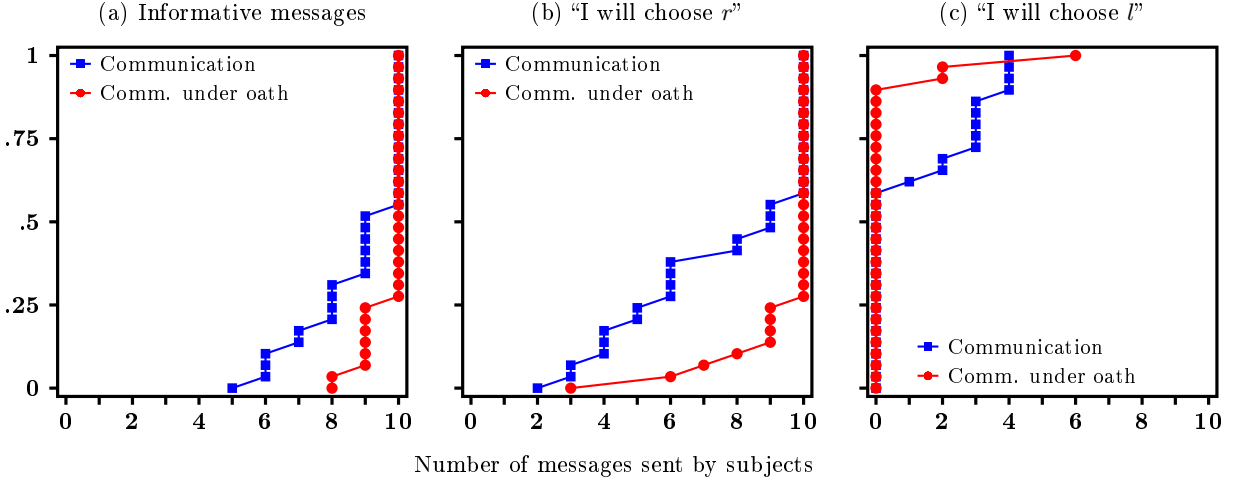 (a) Informative messages
(b) “I will choose r”
(c) “I will choose l”
Communication
Comm. under oath
Communication
Comm. under oath
Communication
Comm. under oath
1
.75
.5
.25
0
0 2 4 6 8 10
0 2 4 6 8 10
0 2 4 6 8 10
Number of messages sent by subjects